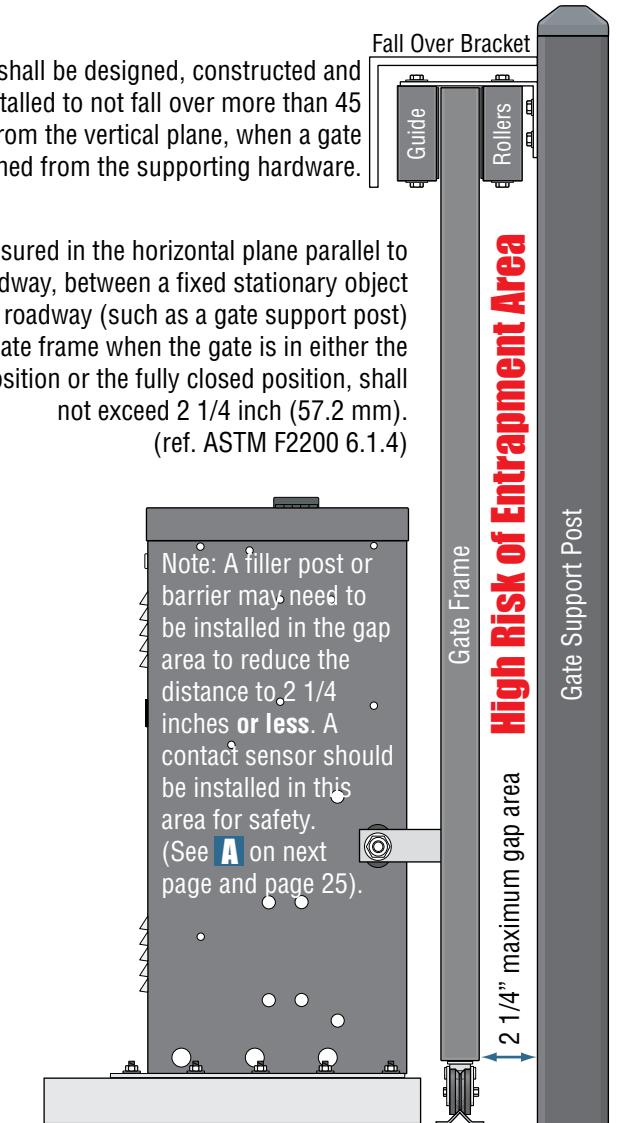 Fall Over Bracket
shall be designed, constructed and
stalled to not fall over more than 45
rom the vertical plane, when a gate
ned from the supporting hardware.
Guide
Rollers
sured in the horizontal plane parallel to
dway, between a fixed stationary object
roadway (such as a gate support post)
ate frame when the gate is in either the
osition or the fully closed position, shall
not exceed 2 1/4 inch (57.2 mm).
(ref. ASTM F2200 6.1.4)
Note: A filler post or
barrier may need to
be installed in the gap
area to reduce the
distance to 2 1/4
inches or less. A
contact sensor should
be installed in this
area for safety.
(See A on next
page and page 25).
Gate Frame
High Risk of Entrapment Area
Gate Support Post
2 1/4” maximum gap area